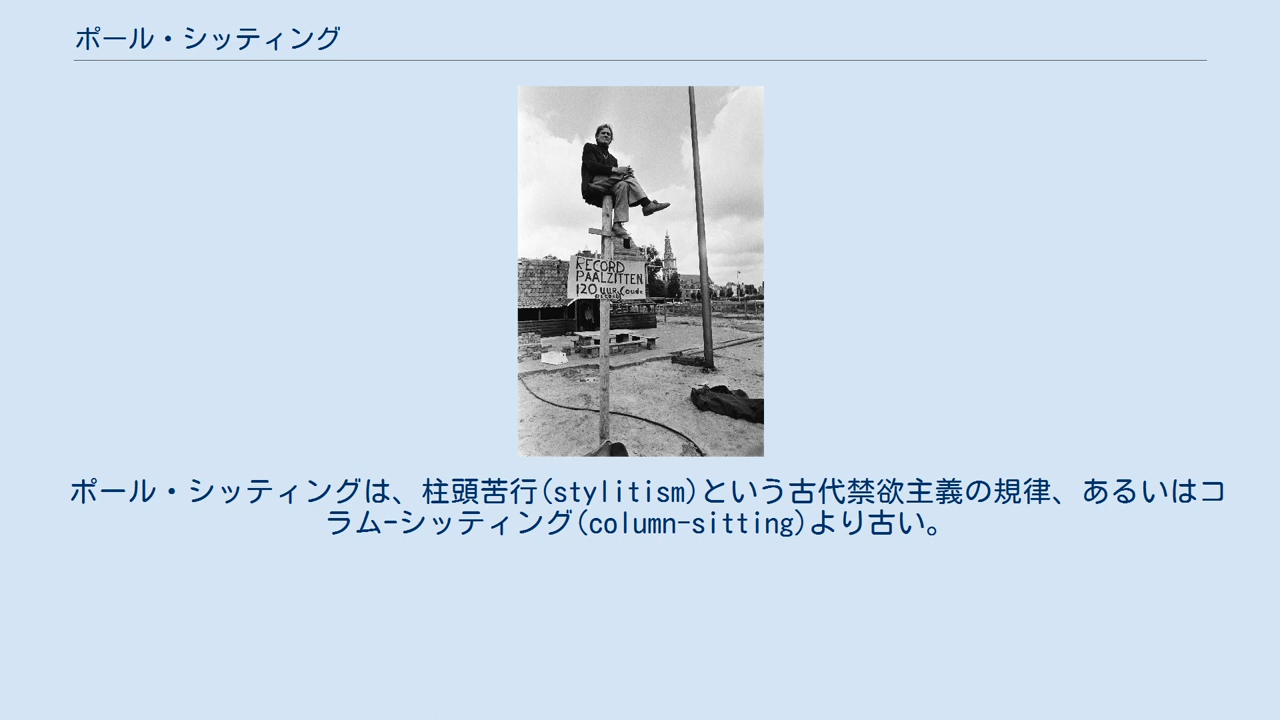 ポール・シッティング
RECORD
PAALZITTEN
120 UUR
ポール・シッティングは、柱頭苦行(stylitism)という古代禁欲主義の規律、あるいはコ
ラム-シッティング(column-sitting)より古い。